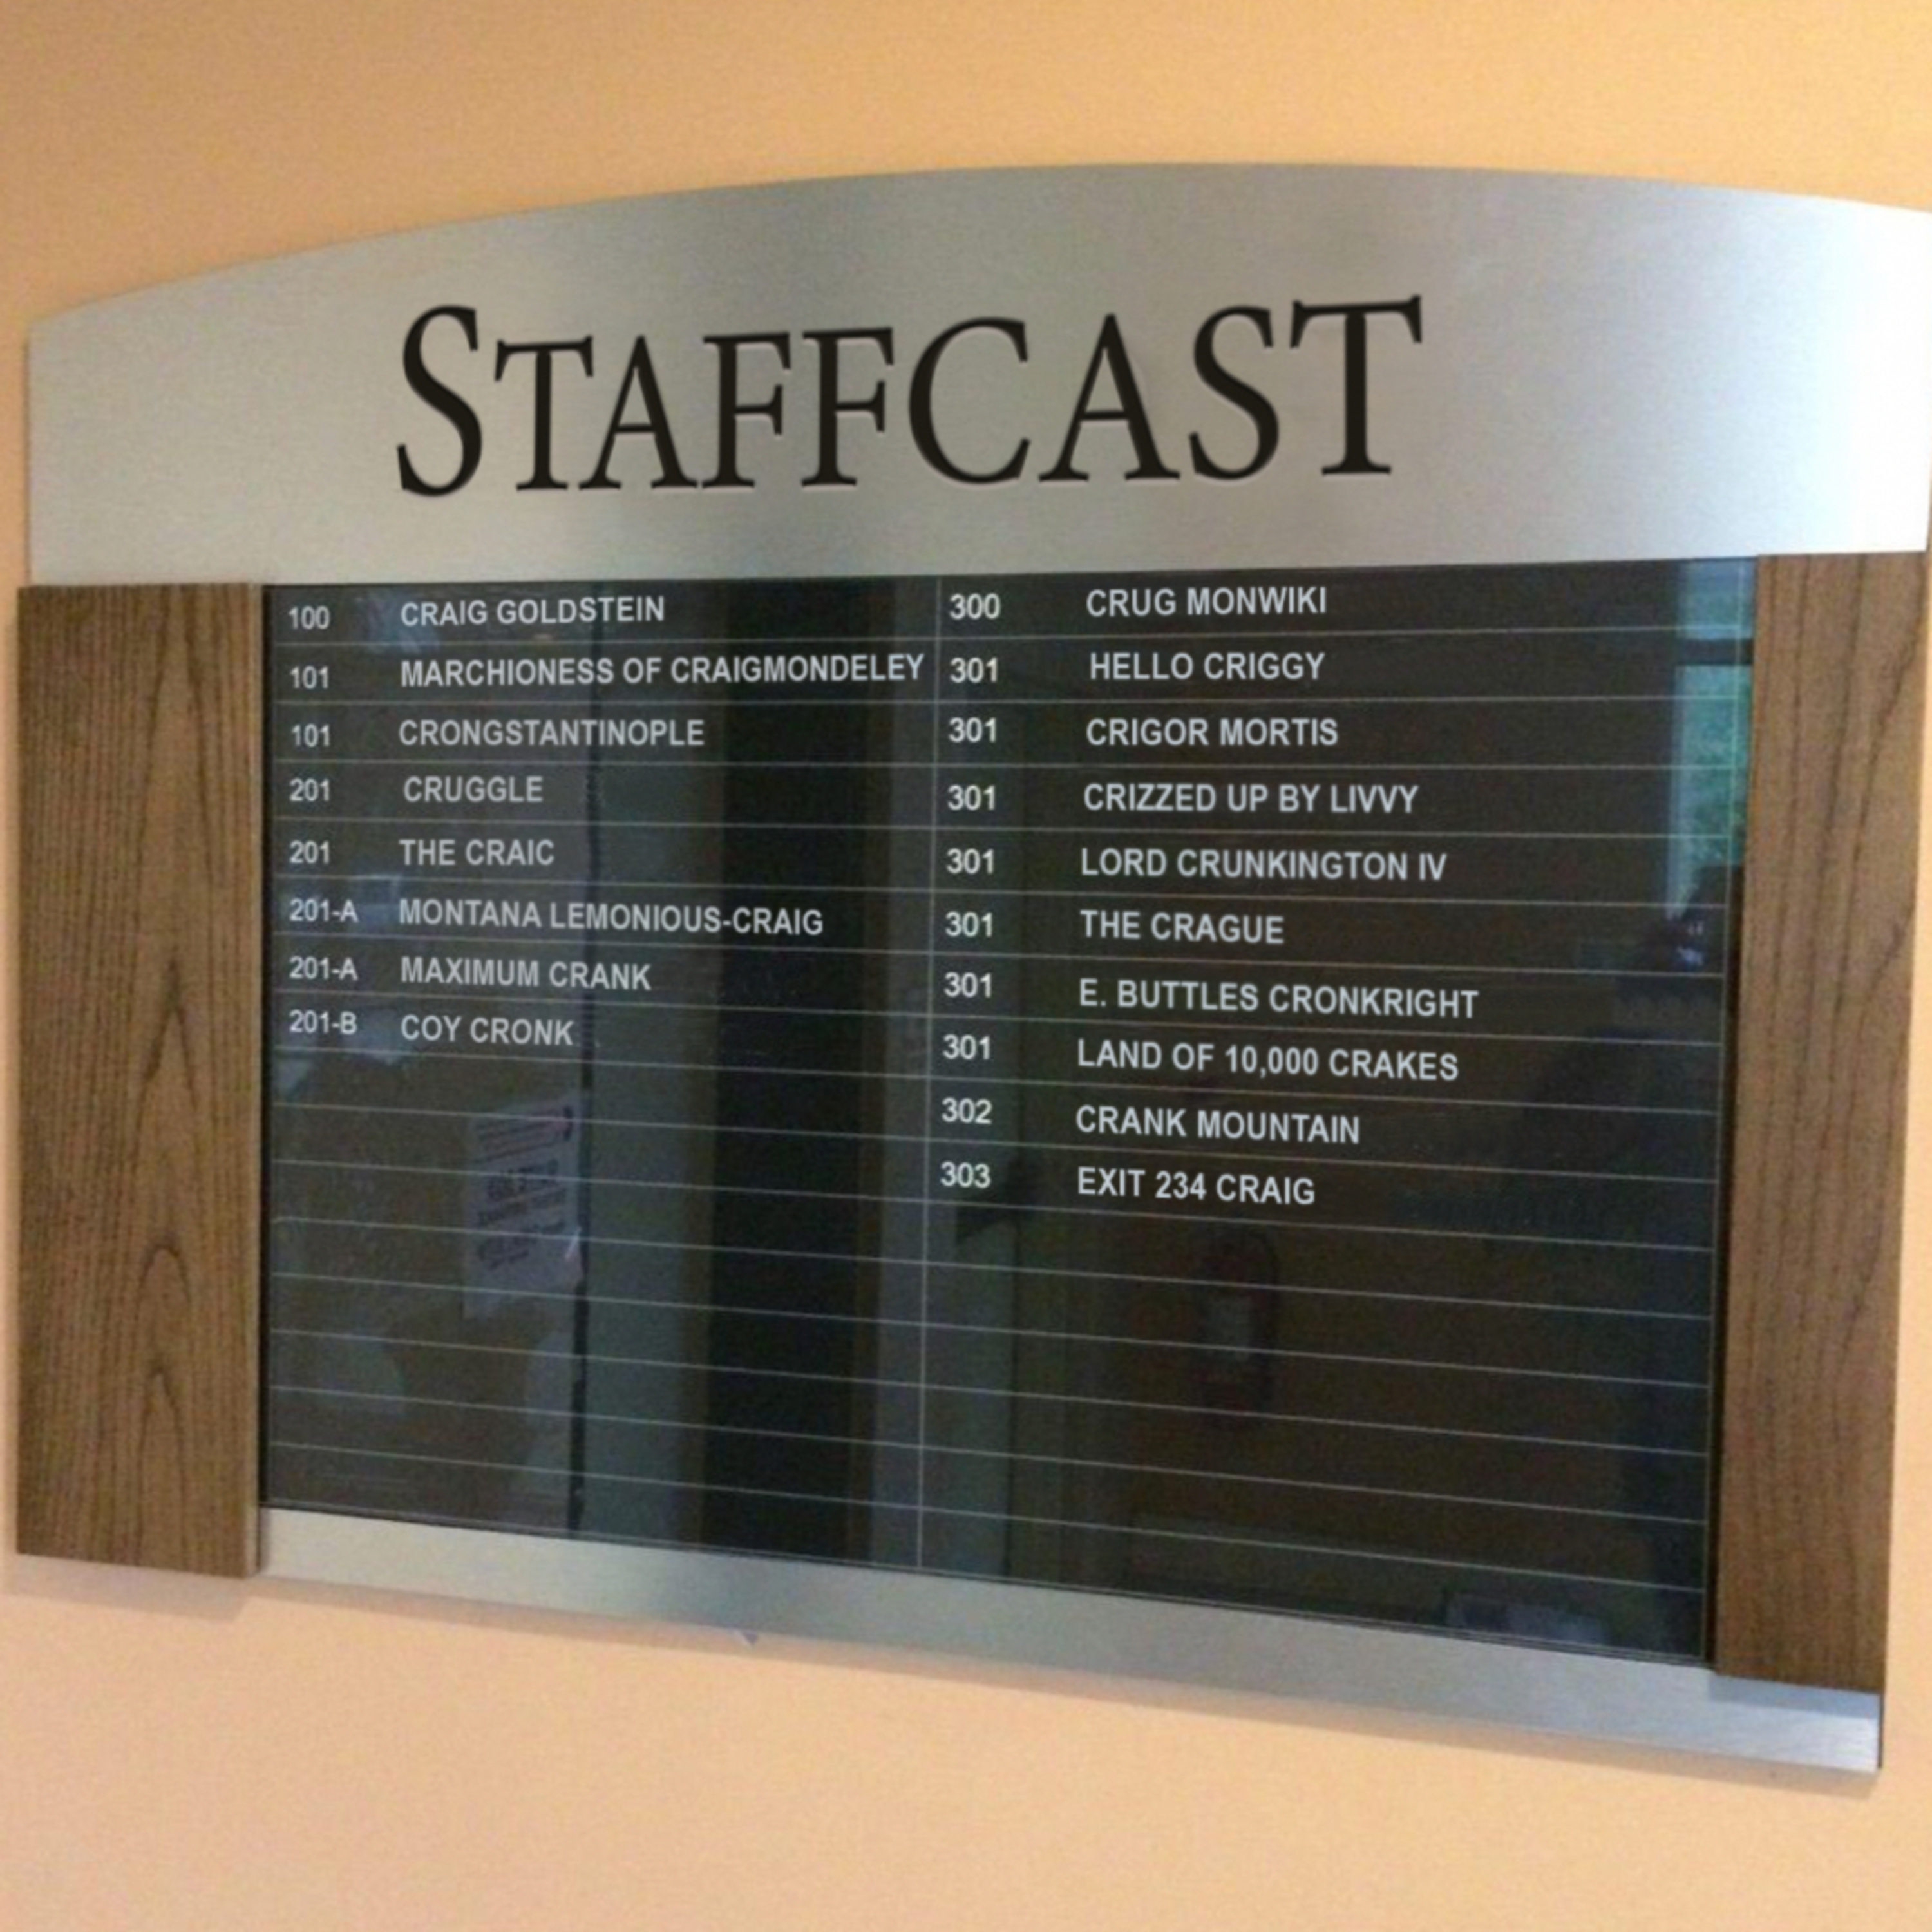 STAFFCAST
100 CRAIG GOLDSTEIN
101 MARCHIONESS OF CRAIGMONDELEY
101 CRONGSTANTINOPLE
201 CRUGGLE
201 THE CRAIC
201-A MONTANA LEMONIOUS-CRAIG
201-A MAXIMUM CRANK
201-B COY CRONK
300 CRUG MONWIKI
301 HELLO CRIGGY
301 CRIGOR MORTIS
301 CRIZZED UP BY LIVVY
301 LORD CRUNKINGTON IV
301 THE CRAGUE
301 E. BUTTLES CRONKRIGHT
301 LAND OF 10,000 CRAKES
302 CRANK MOUNTAIN
303 EXIT 234 CRAIG